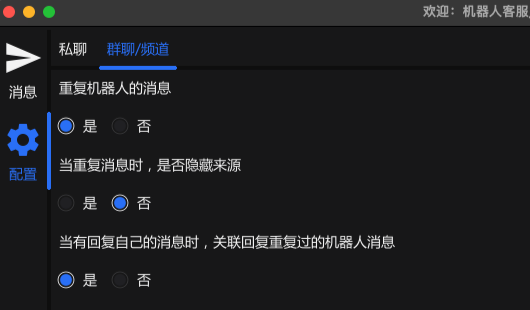 欢迎：机器人客服
私聊 群聊/频道
消息
重复机器人的消息
是 否
当重复消息时，是否隐藏来源
配置
是 否
当有回复自己的消息时，关联回复重复过的机器人消息
是 否